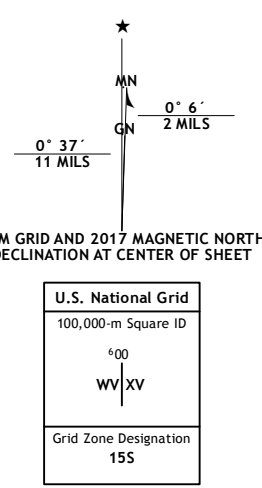 MN
0° 6´
GN
2 MILS
0° 37´
11 MILS
M GRID AND 2017 MAGNETIC NORTH
DECLINATION AT CENTER OF SHEET
U.S. National Grid
100,000-m Square ID
600
WV XV
Grid Zone Designation
15S